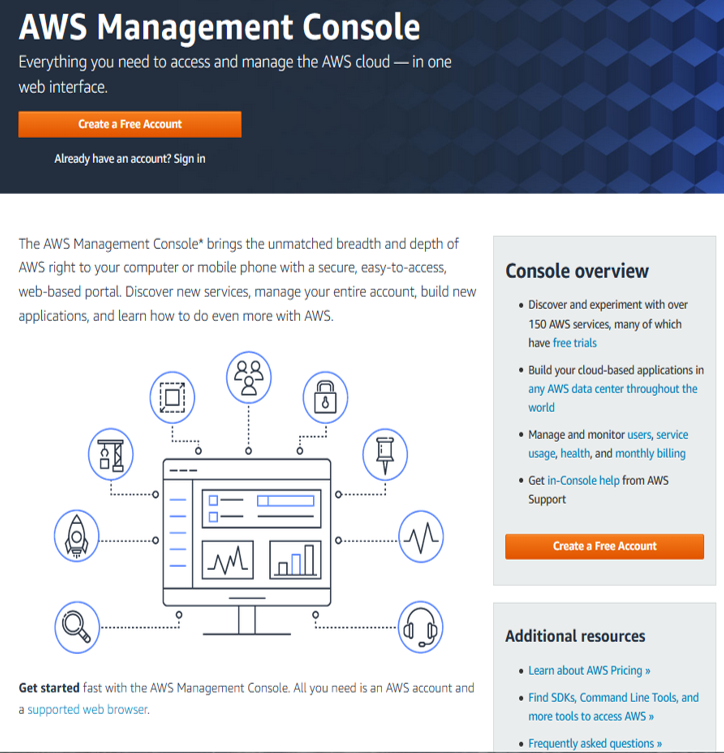 AWS Management Console
Everything you need to access and manage the AWS cloud — in one
web interface.
Create a Free Account
Already have an account? Sign in
The AWS Management Console* brings the unmatched breadth and depth of
AWS right to your computer or mobile phone with a secure, easy-to-access,
web-based portal. Discover new services, manage your entire account, build new
applications, and learn how to do even more with AWS.
Get started fast with the AWS Management Console. All you need is an AWS account and
a supported web browser.
Console overview
• Discover and experiment with over
150 AWS services, many of which
have free trials
• Build your cloud-based applications in
any AWS data center throughout the
world
• Manage and monitor users, service
usage, health, and monthly billing
• Get in-Console help from AWS
Support
Create a Free Account
Additional resources
• Learn about AWS Pricing »
• Find SDKs, Command Line Tools, and
more tools to access AWS »
• Frequently asked questions »